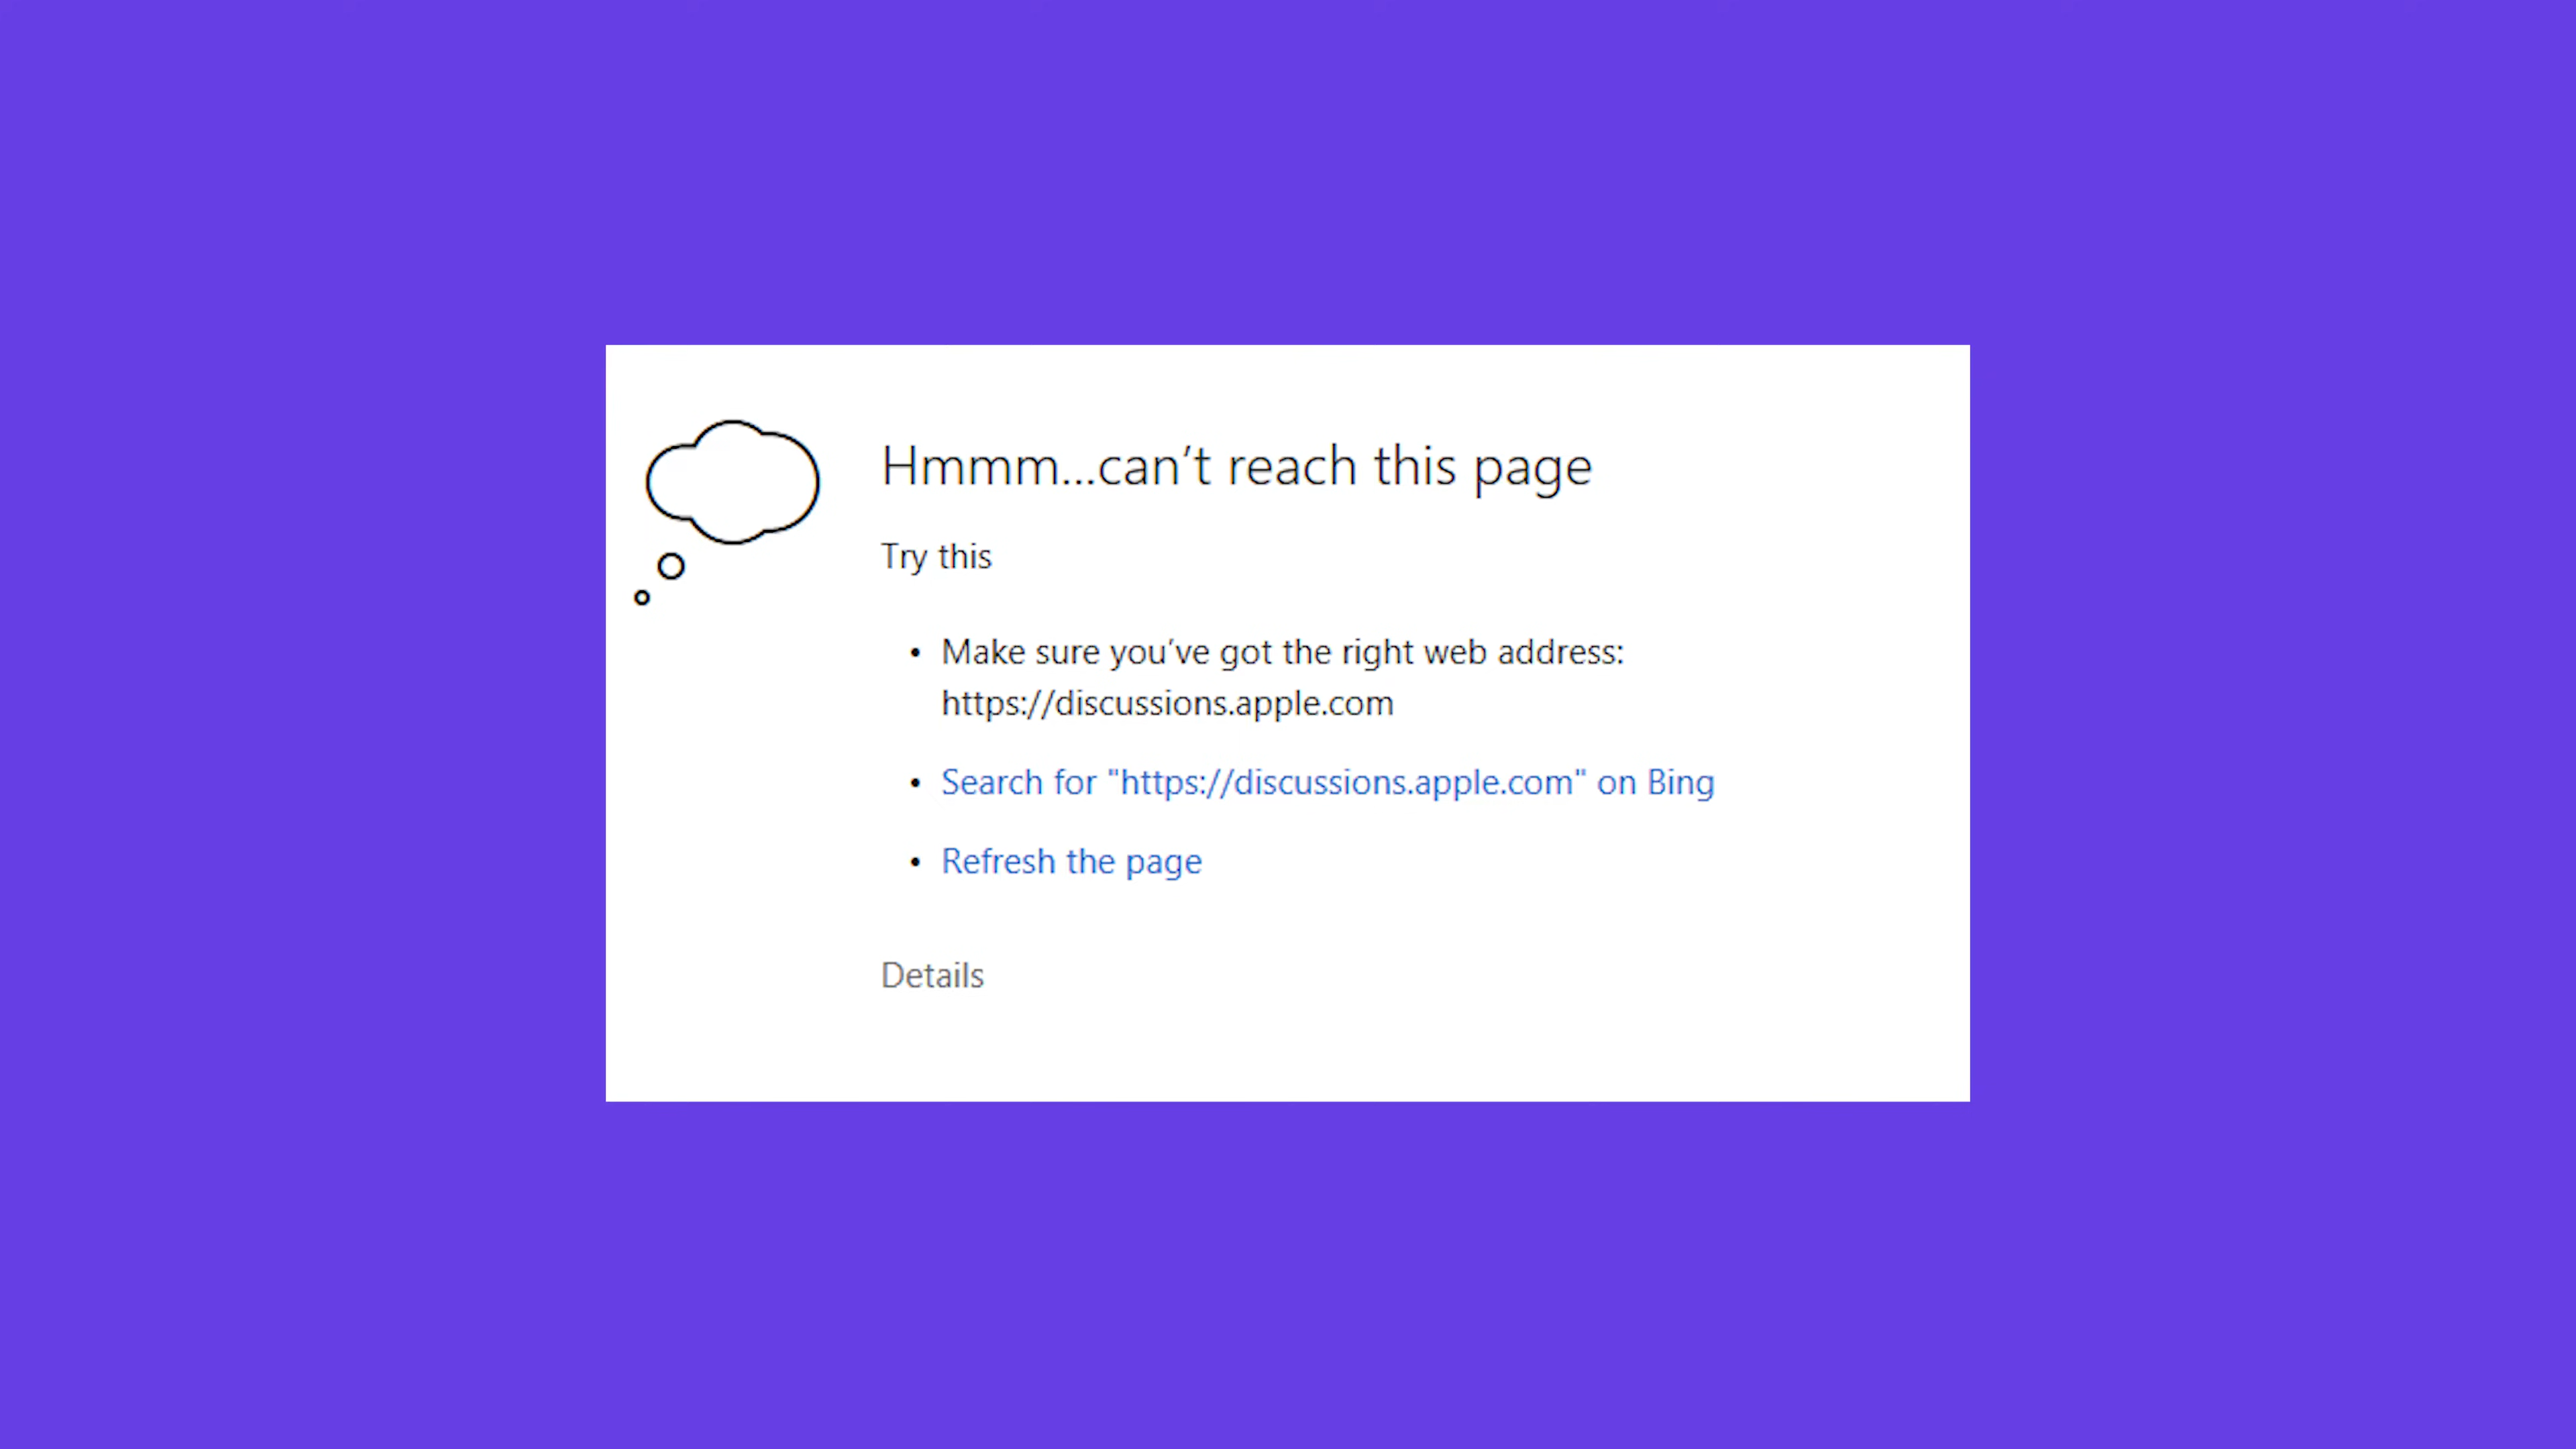 Hmmm...can’t reach this page
Try this
• Make sure you’ve got the right web address:
https://discussions.apple.com
• Search for "https://discussions.apple.com" on Bing
• Refresh the page
Details